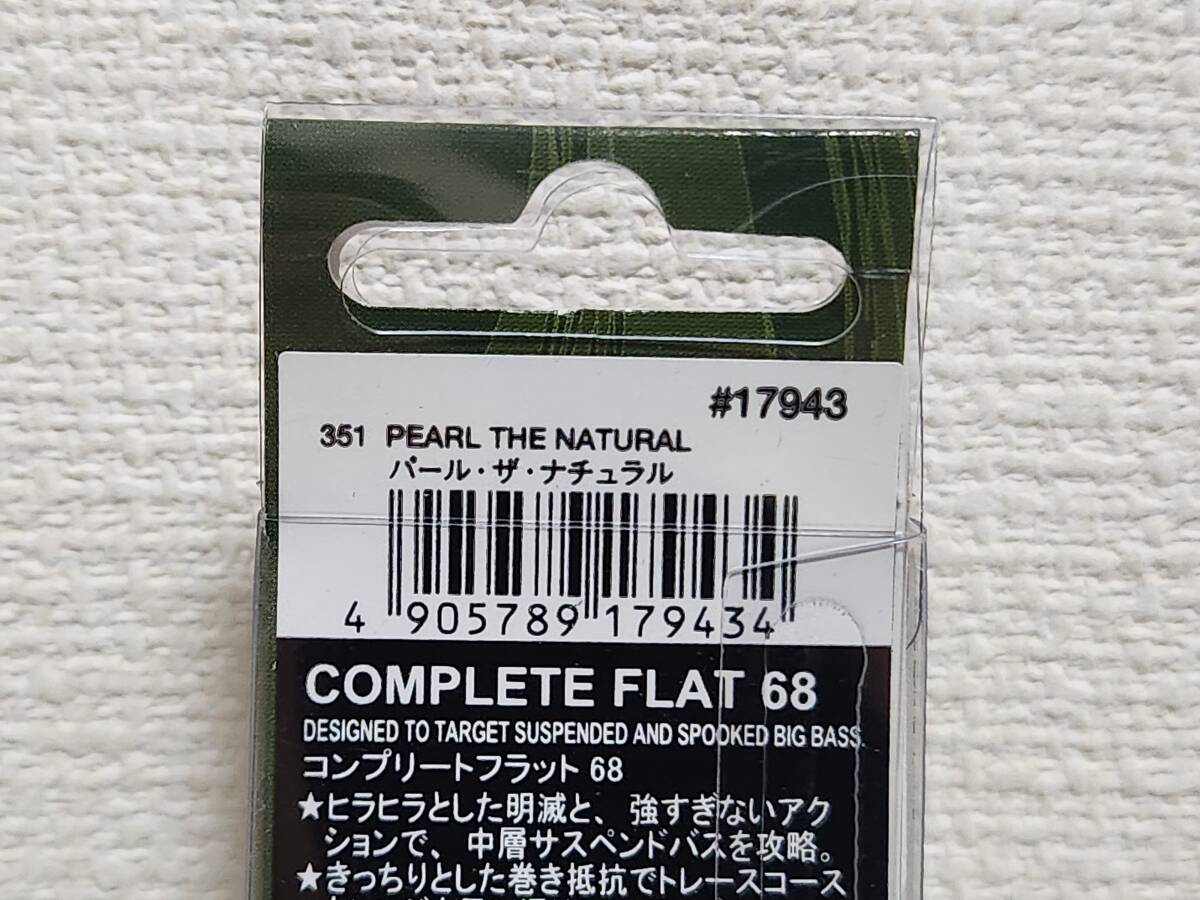 #17943
351 PEARL THE NATURAL
パール・ザ・ナチュラル
4 905789 179434
COMPLETE FLAT 68
DESIGNED TO TARGET SUSPENDED AND SPOOKED BIG BASS.
コンプリートフラット 68
★ヒラヒラとした明滅と、強すぎないアク
ションで、中層サスペンドバスを攻略。
★きっちりとした巻き抵抗でトレースコース